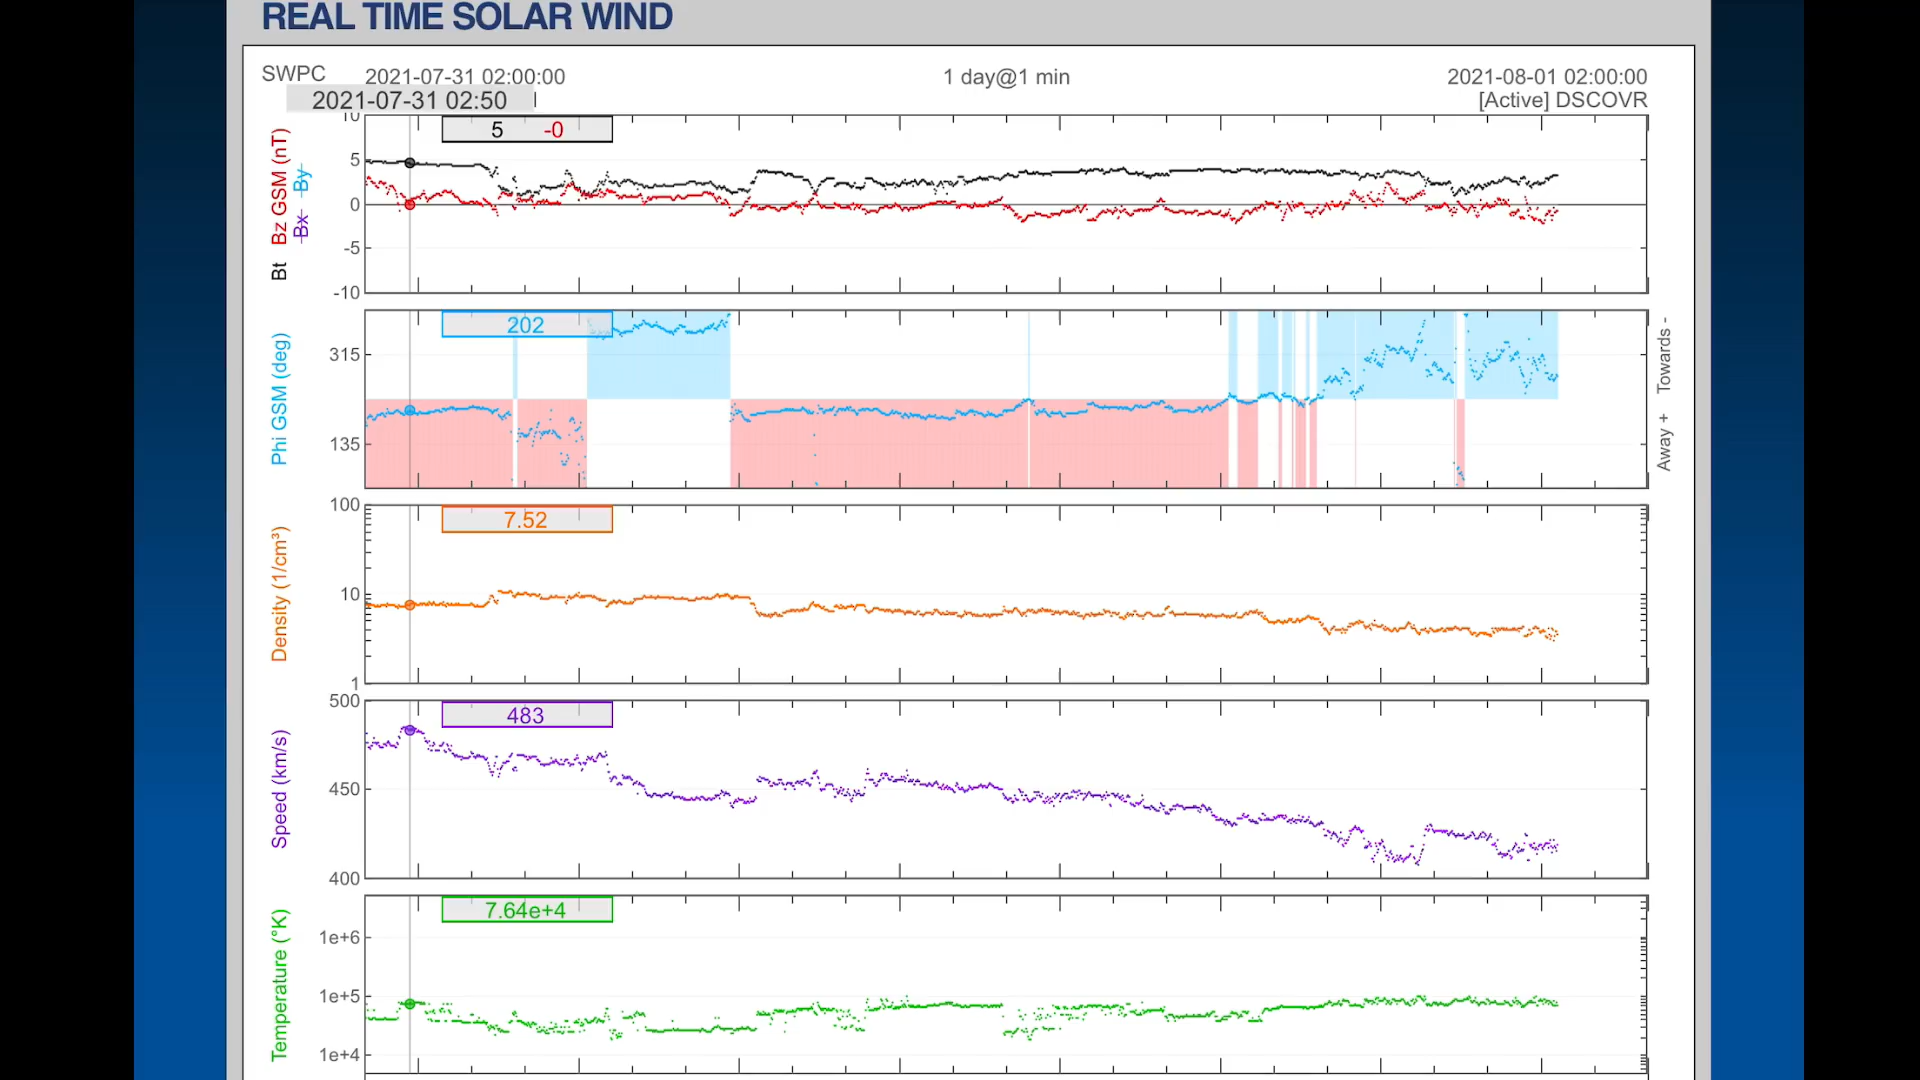 REAL TIME SOLAR WIND
SWPC 2021-07-31 02:00:00 1 day@1 min 2021-08-01 02:00:00
2021-07-31 02:50 [Active] DSCOVR
Bt Bz GSM (nT)
Bx By
10
5
0
-5
-10
5 -0
Phi GSM (deg)
315
135
202
Towards -
Away +
Density (1/cm³)
100
10
1
7.52
Speed (km/s)
500
450
400
483
Temperature (°K)
1e+6
1e+5
1e+4
7.64e+4